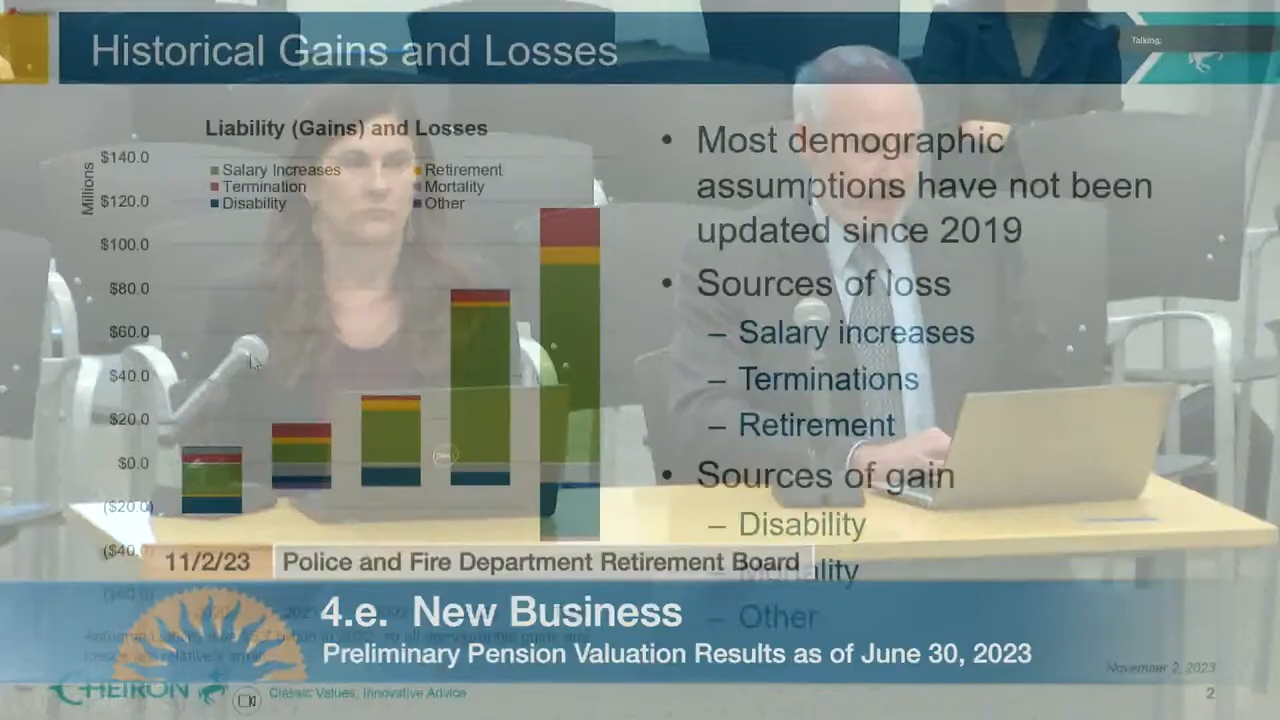 Historical Gains and Losses
Talking:
Liability (Gains) and Losses
Millions
$140.0
$120.0
$100.0
$80.0
$60.0
$40.0
$20.0
$0.0
($20.0)
($40.
($60.0)
Salary Increases
Retirement
Termination
Mortality
Disability
Other
• Most demographic
assumptions have not been
updated since 2019
• Sources of loss
– Salary increases
– Terminations
– Retirement
• Sources of gain
– Disability
– Mortality
– Other
11/2/23
Police and Fire Department Retirement Board
4.e. New Business
Preliminary Pension Valuation Results as of June 30, 2023
November 2, 2023
CHEIRON
Classic Values, Innovative Advice
2